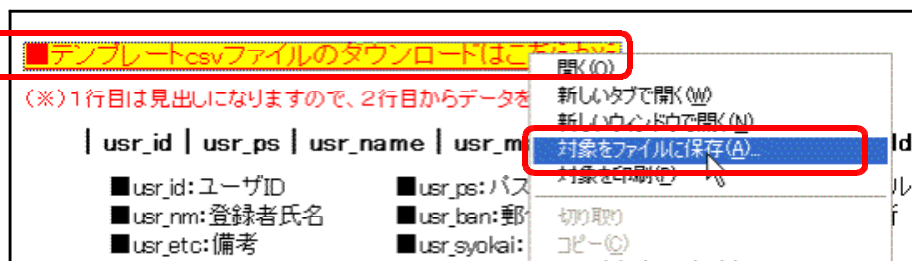 ■テンプレートcsvファイルのダウンロードはこちらから
開く(O)
(※)1行目は見出しになりますので、2行目からデータを
新しいタブで開く(W)
新しいウィンドウで開く(N)
| usr_id | usr_ps | usr_name | usr_m
対象をファイルに保存(A)...
ld
■usr_id:ユーザID
■usr_ps:パス
対象を印刷(P)
ル
■usr_nm:登録者氏名
■usr_ban:郵
切り取り
■usr_etc:備考
■usr_syokai:
コピー(C)